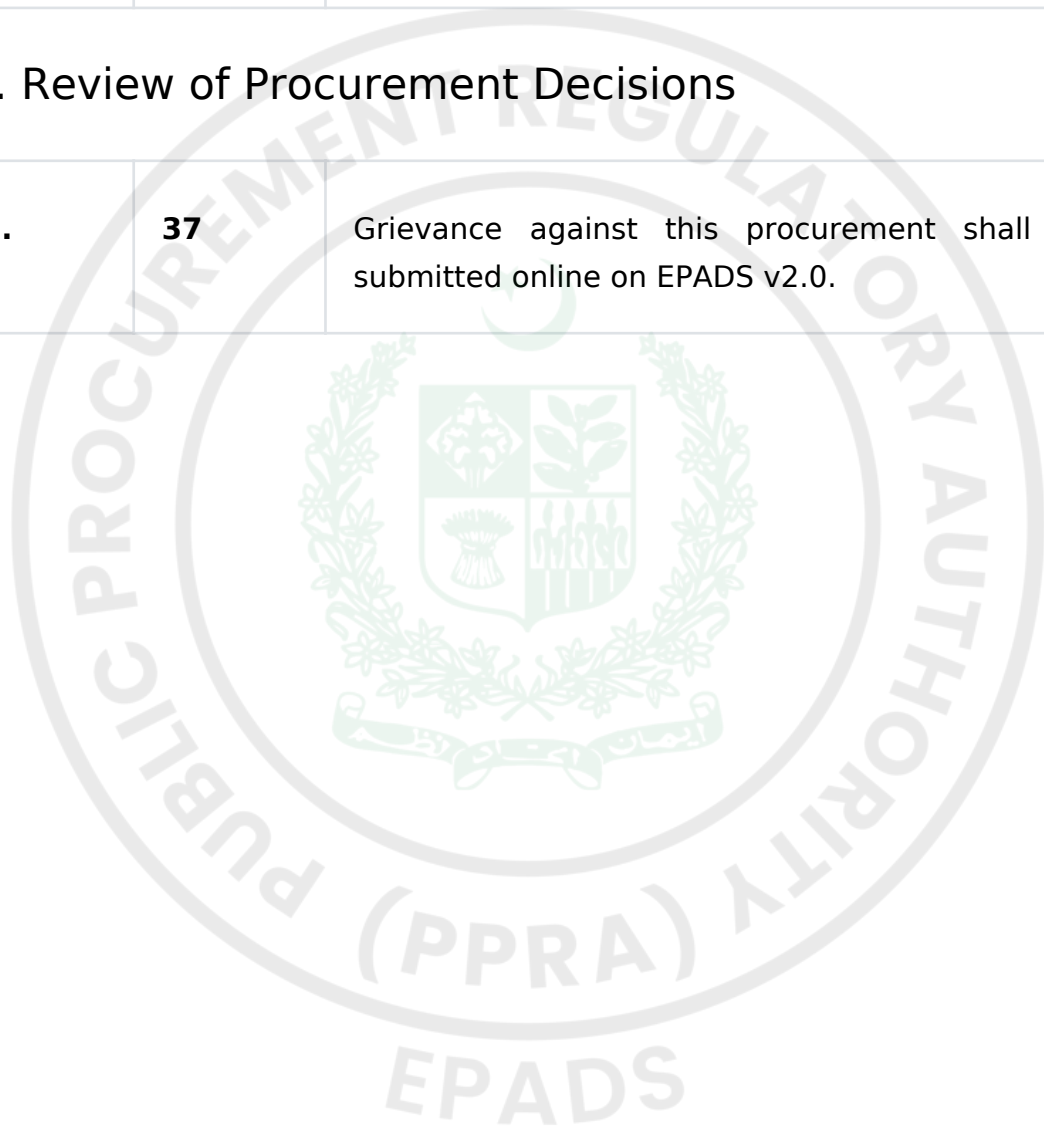 . Review of Procurement Decisions
. 37 Grievance against this procurement shall
submitted online on EPADS v2.0.
PUBLIC PROCUREMENT REGULATORY AUTHORITY
(PPRA)
EPADS